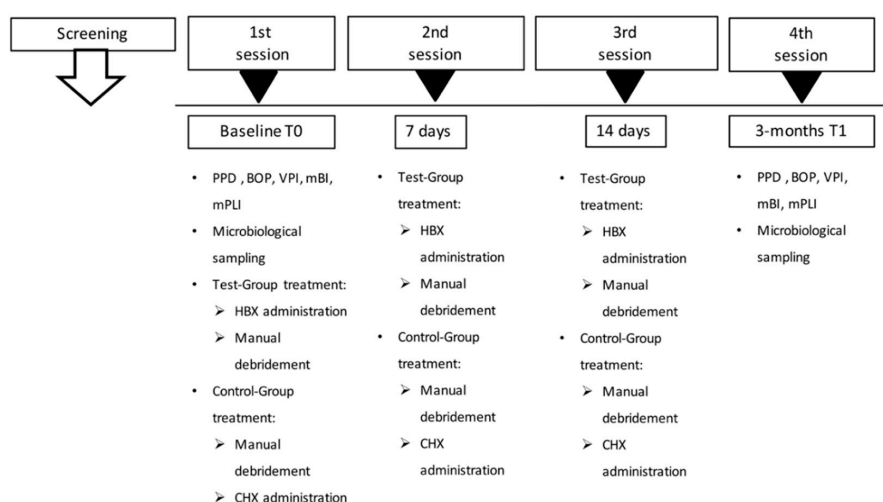 Screening
1st
session
2nd
session
3rd
session
4th
session
Baseline T0
• PPD , BOP, VPI, mBI,
mPLI
• Microbiological
sampling
• Test-Group treatment:
➢ HBX administration
➢ Manual
debridement
• Control-Group
treatment:
➢ Manual
debridement
➢ CHX administration
7 days
• Test-Group
treatment:
➢ HBX
administration
➢ Manual
debridement
• Control-Group
treatment:
➢ Manual
debridement
➢ CHX
administration
14 days
• Test-Group
treatment:
➢ HBX
administration
➢ Manual
debridement
• Control-Group
treatment:
➢ Manual
debridement
➢ CHX
administration
3-months T1
• PPD , BOP, VPI,
mBI, mPLI
• Microbiological
sampling